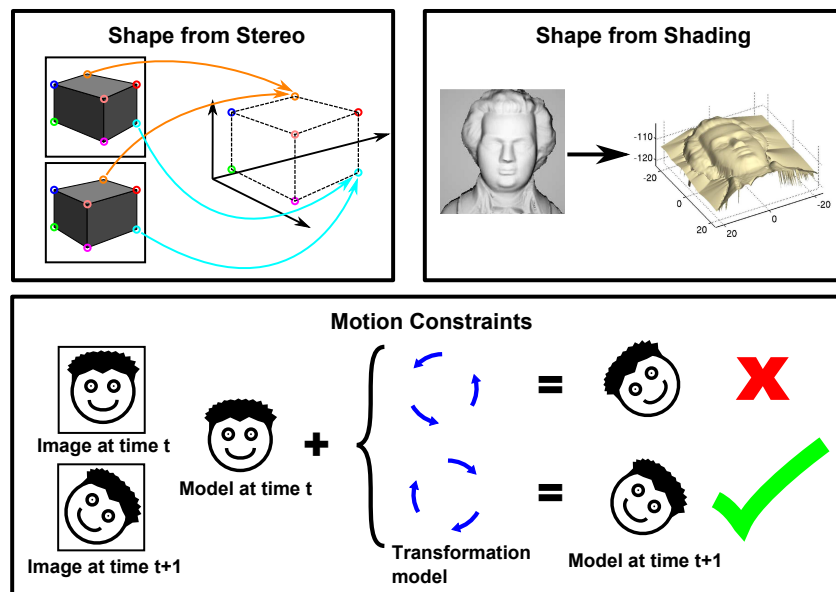 Shape from Stereo
Shape from Shading
-110
-120
-20
0
20
20
0
-20
Motion Constraints
Image at time t
Model at time t
Image at time t+1
Transformation
model
Model at time t+1